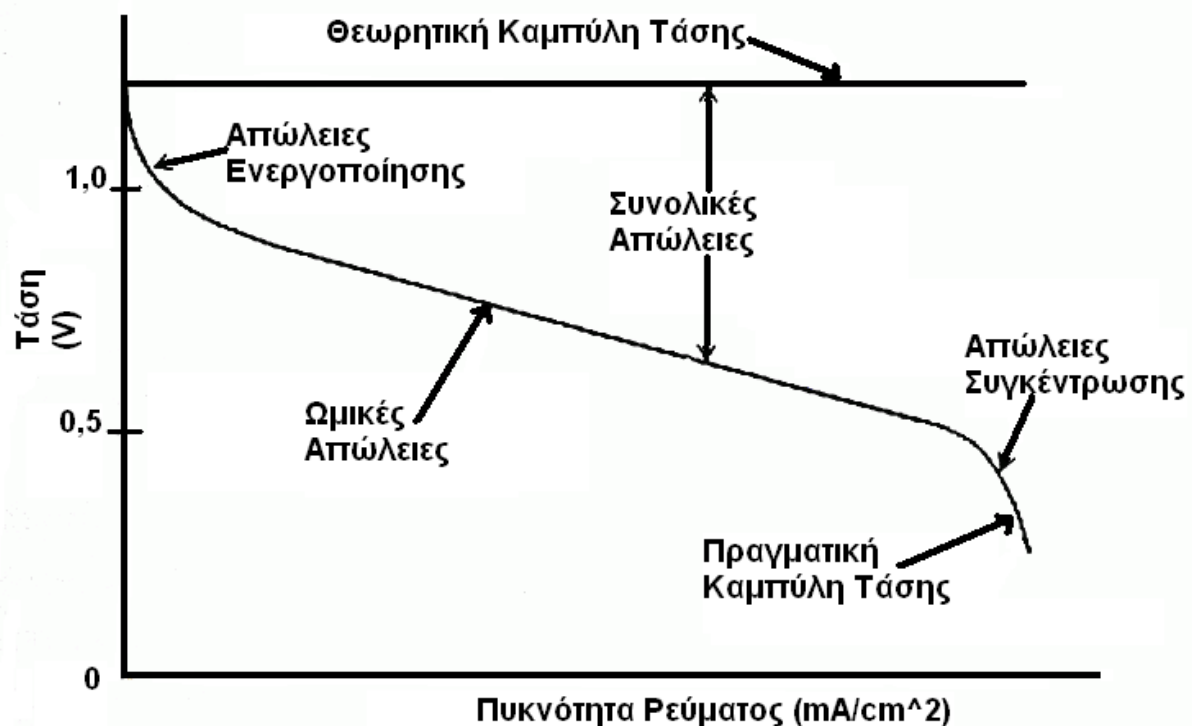 Θεωρητική Καμπύλη Τάσης
Απώλειες
Ενεργοποίησης
1,0
Συνολικές
Απώλειες
Τάση
(V)
Απώλειες
Συγκέντρωσης
Ωμικές
Απώλειες
0,5
Πραγματική
Καμπύλη Τάσης
0
Πυκνότητα Ρεύματος (mA/cm^2)